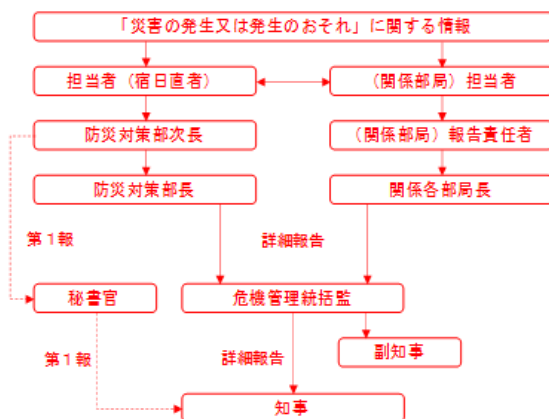 「災害の発生又は発生のおそれ」に関する情報
担当者（宿日直者）
（関係部局）担当者
防災対策部次長
（関係部局）報告責任者
防災対策部長
関係各部局長
第１報
詳細報告
秘書官
危機管理統括監
第１報
詳細報告
副知事
知事